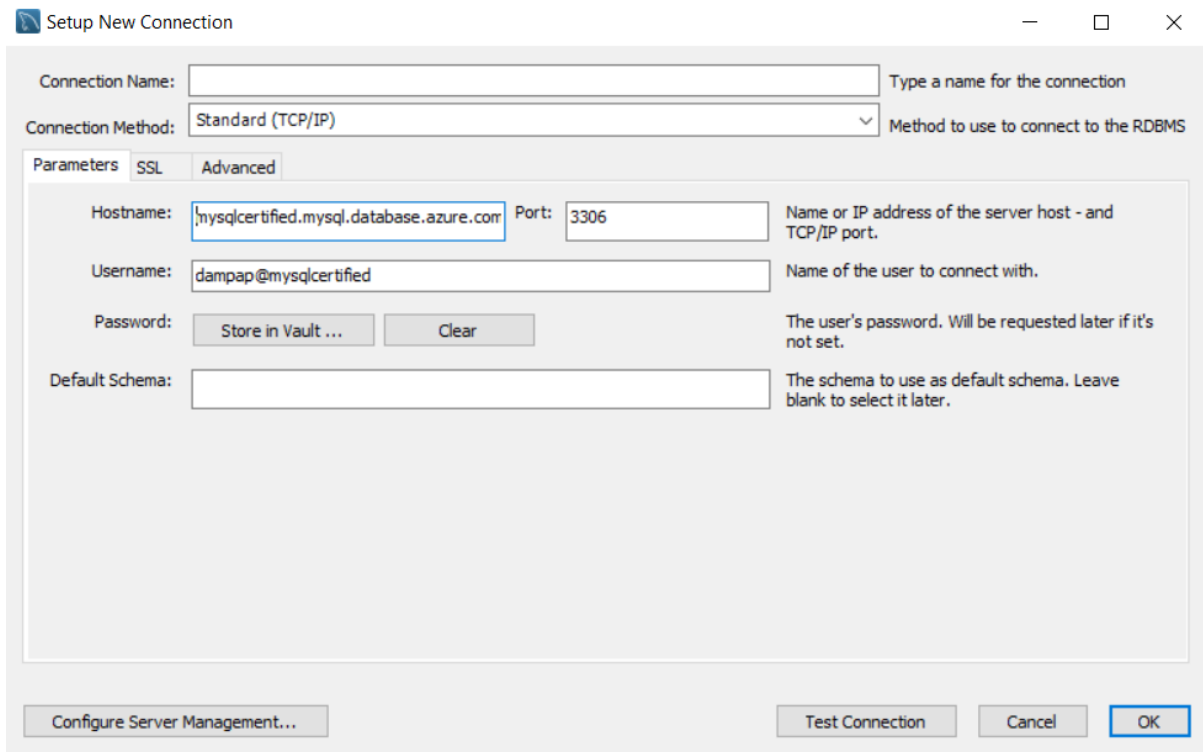 Setup New Connection
Connection Name: Type a name for the connection
Connection Method: Standard (TCP/IP) Method to use to connect to the RDBMS
Parameters SSL Advanced
Hostname: mysqlcertified.mysql.database.azure.com Port: 3306 Name or IP address of the server host - and
TCP/IP port.
Username: dampap@mysqlcertified Name of the user to connect with.
Password: Store in Vault ... Clear The user's password. Will be requested later if it's
not set.
Default Schema: The schema to use as default schema. Leave
blank to select it later.
Configure Server Management... Test Connection Cancel OK